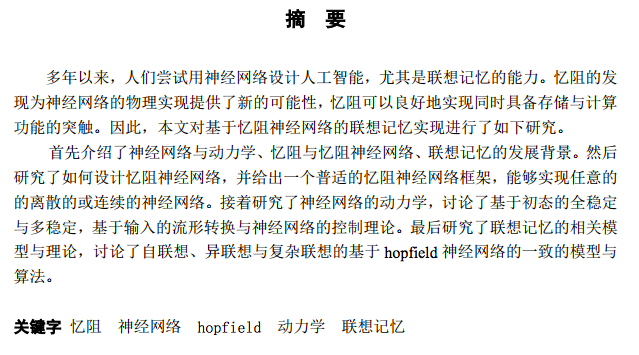 摘 要
多年以来，人们尝试用神经网络设计人工智能，尤其是联想记忆的能力。忆阻的发
现为神经网络的物理实现提供了新的可能性，忆阻可以良好地实现同时具备存储与计算
功能的突触。因此，本文对基于忆阻神经网络的联想记忆实现进行了如下研究。
首先介绍了神经网络与动力学、忆阻与忆阻神经网络、联想记忆的发展背景。然后
研究了如何设计忆阻神经网络，并给出一个普适的忆阻神经网络框架，能够实现任意的
的离散的或连续的神经网络。接着研究了神经网络的动力学，讨论了基于初态的全稳定
与多稳定，基于输入的流形转换与神经网络的控制理论。最后研究了联想记忆的相关模
型与理论，讨论了自联想、异联想与复杂联想的基于 hopfield 神经网络的一致的模型与
算法。
关键字 忆阻 神经网络 hopfield 动力学 联想记忆